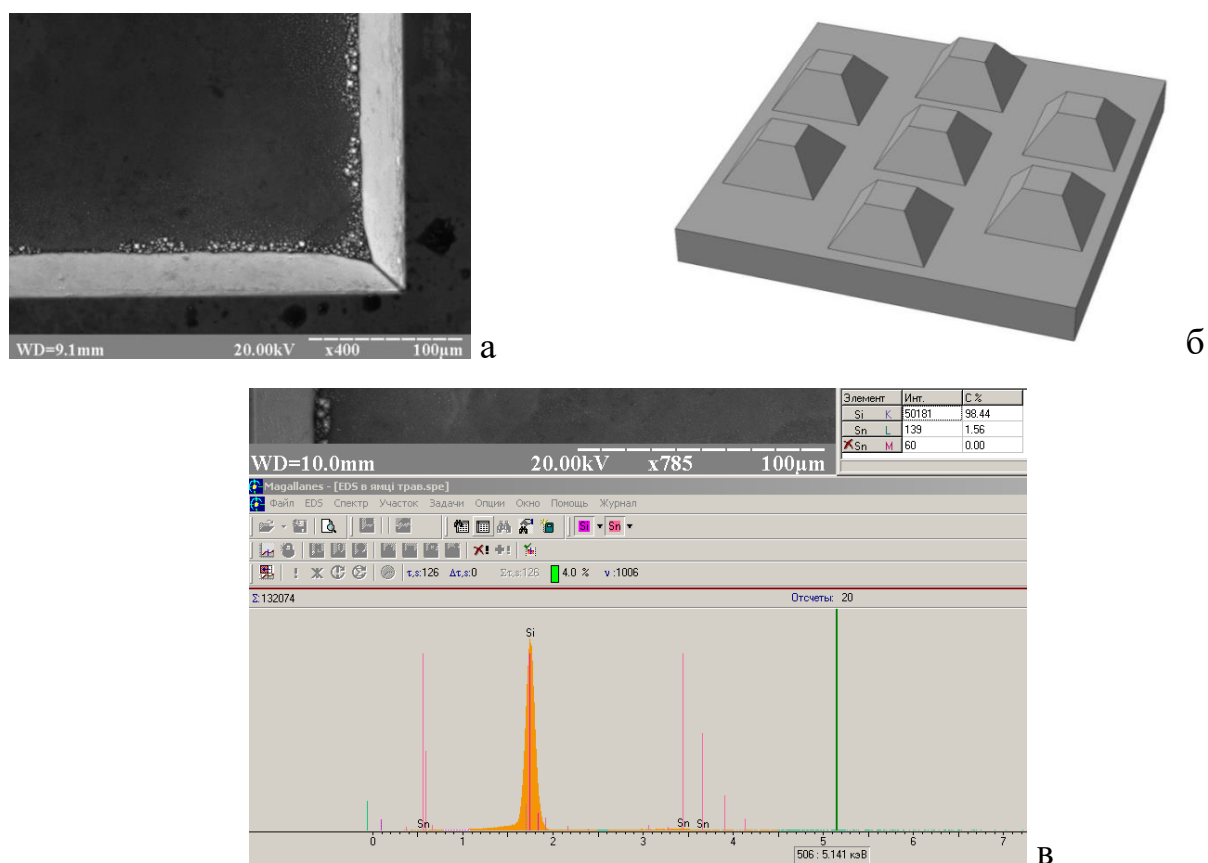 WD=9.1mm 20.00kV x400 100µm
а
б
Элемент Инт. C %
Si K 50181 98.44
Sn L 139 1.56
Sn M 60 0.00
WD=10.0mm 20.00kV x785 100µm
Magallanes - [EDS в ямці трав.spe]
Файл EDS Спектр Участок Задачи Опции Окно Помощь Журнал
Si Sn
τ,s:126 Δτ,s:0 Στ,s:126 4.0 % ν:1006
Σ:132074 Отсчеты: 20
Si
Sn Sn Sn
0 1 2 3 4 5 6 7
506 : 5.141 кэВ
в